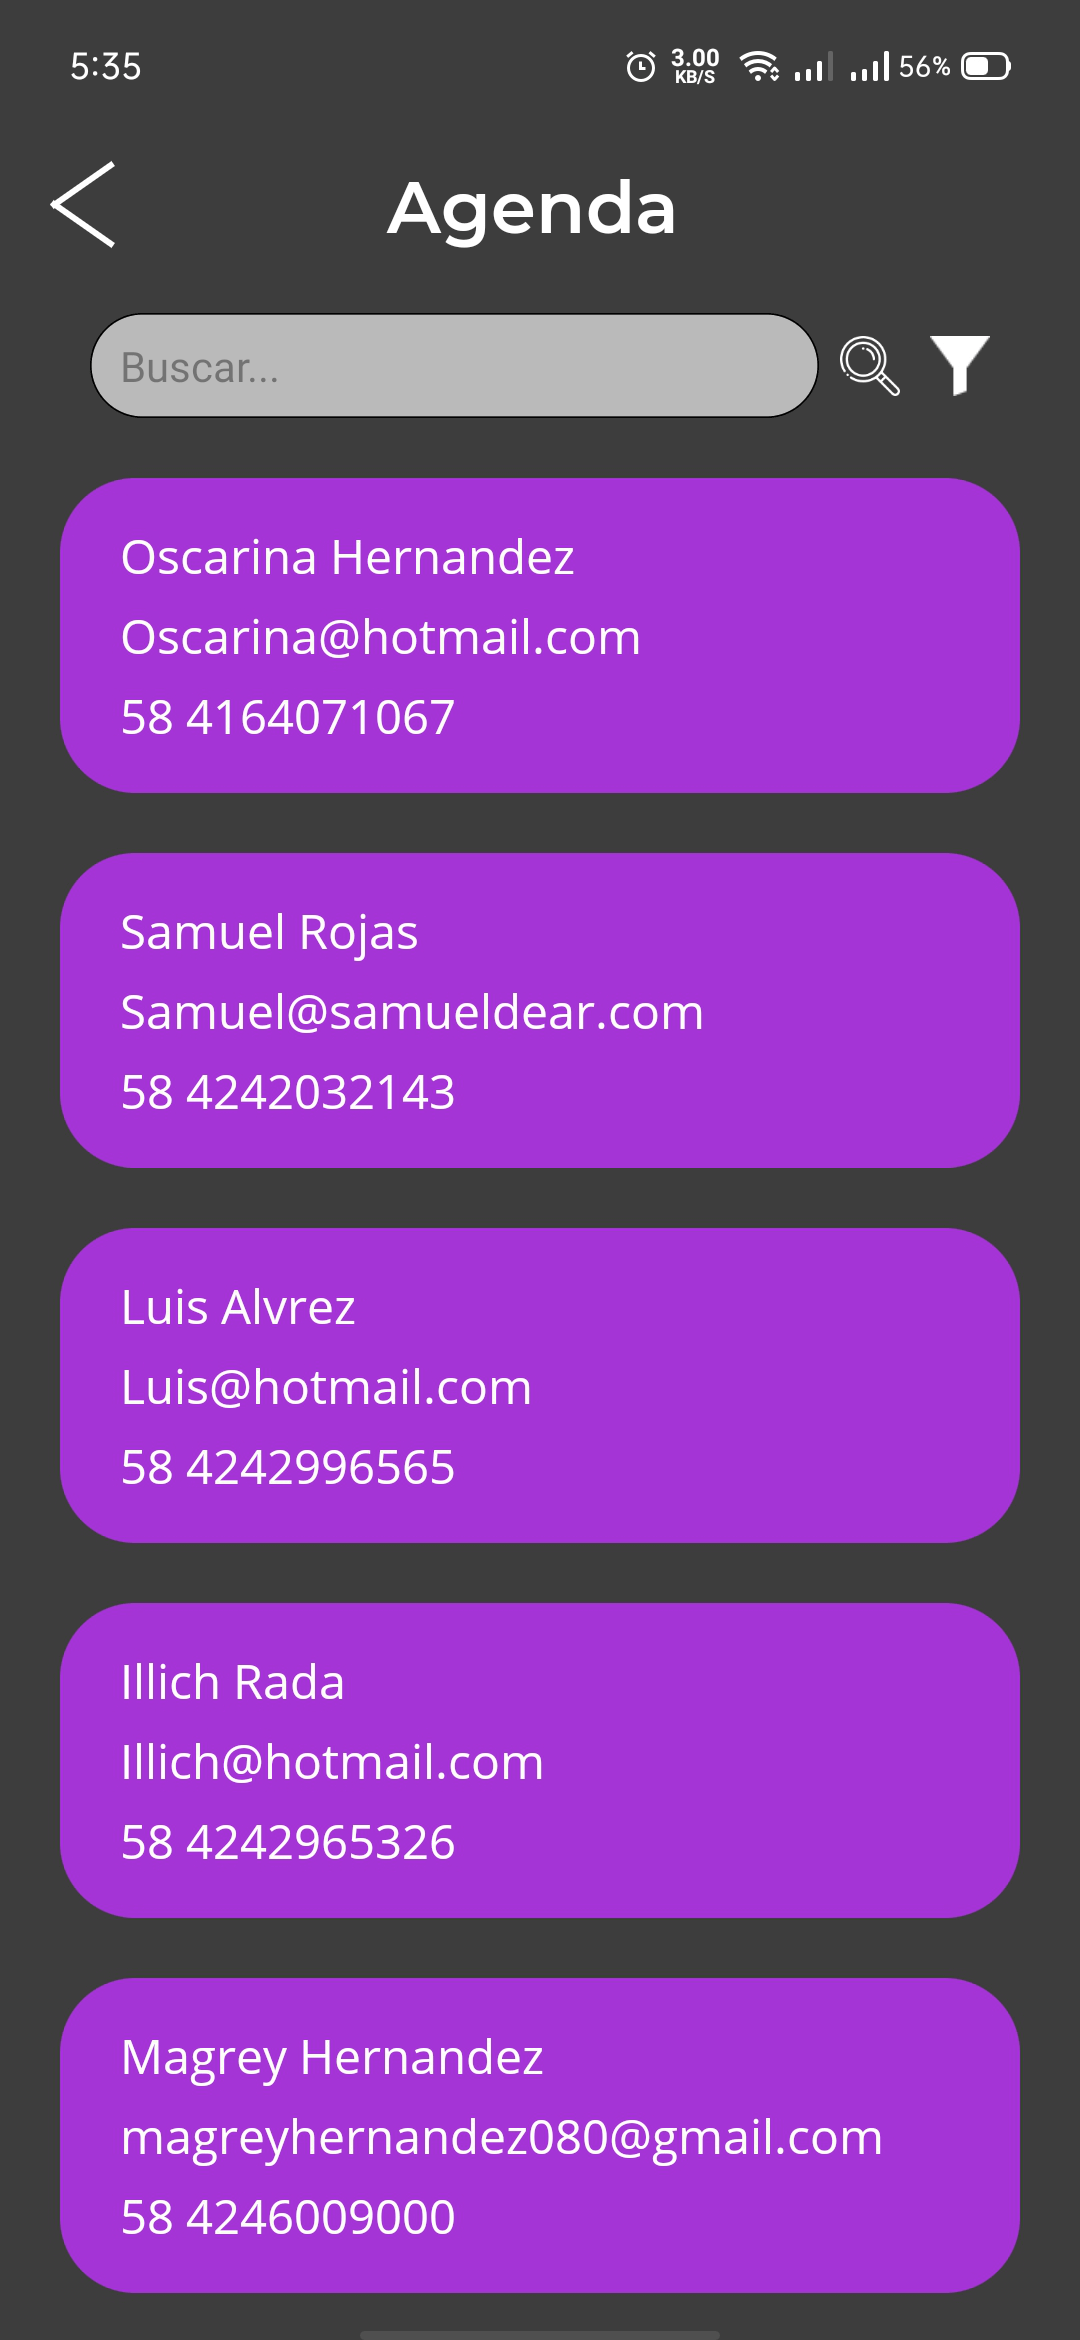 5:35
3.00
KB/S
56%
Agenda
Buscar...
Oscarina Hernandez
Oscarina@hotmail.com
58 4164071067
Samuel Rojas
Samuel@samueldear.com
58 4242032143
Luis Alvrez
Luis@hotmail.com
58 4242996565
Illich Rada
Illich@hotmail.com
58 4242965326
Magrey Hernandez
magreyhernandez080@gmail.com
58 4246009000